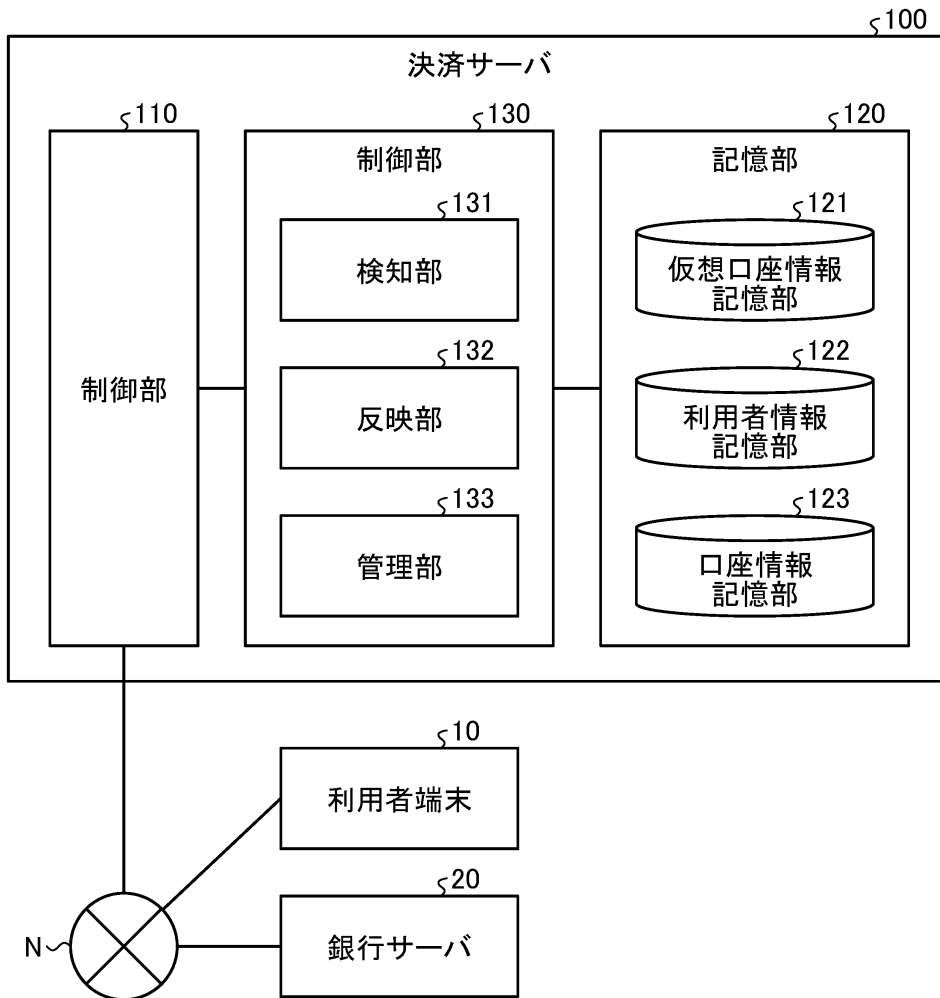 100
決済サーバ
110
制御部
130
制御部
131
検知部
132
反映部
133
管理部
120
記憶部
121
仮想口座情報
記憶部
122
利用者情報
記憶部
123
口座情報
記憶部
10
利用者端末
20
銀行サーバ
N